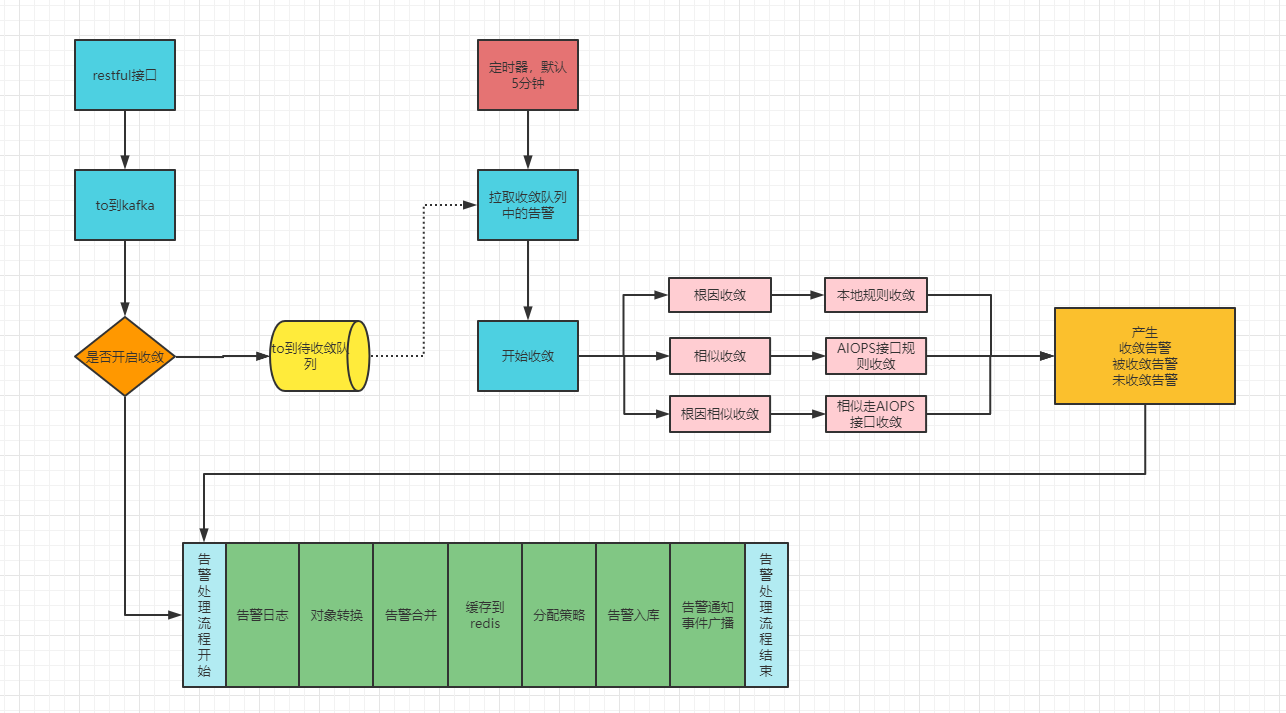 restful接口
定时器，默认
5分钟
to到kafka
拉取收敛队列
中的告警
是否开启收敛
to到待收敛队
列
开始收敛
根因收敛
本地规则收敛
相似收敛
AIOPS接口规
则收敛
根因相似收敛
相似走AIOPS
接口收敛
产生
收敛告警
被收敛告警
未收敛告警
告
警
处
理
流
程
开
始
告警日志
对象转换
告警合并
缓存到
redis
分配策略
告警入库
告警通知
事件广播
告
警
处
理
流
程
结
束